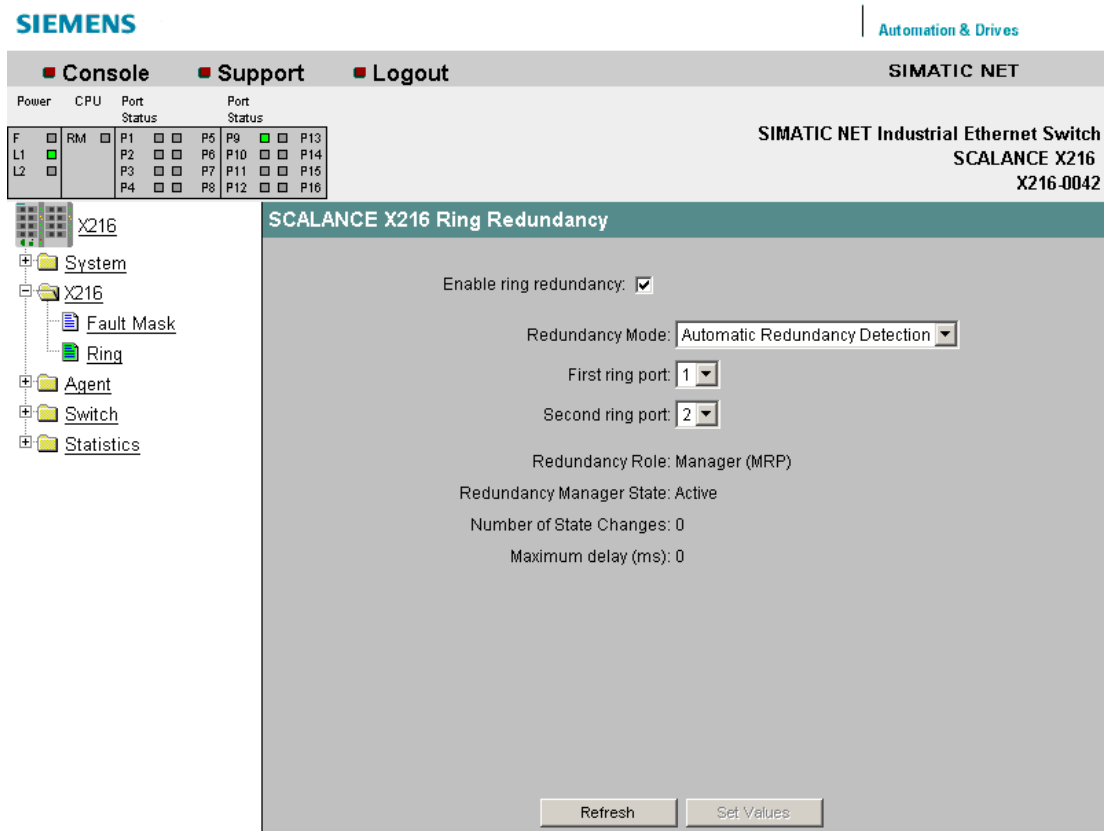 SIEMENS
Automation & Drives
Console Support Logout SIMATIC NET
Power CPU Port Status Port Status
F RM P1 P5 P9 P13
L1 P2 P6 P10 P14
L2 P3 P7 P11 P15
P4 P8 P12 P16
SIMATIC NET Industrial Ethernet Switch
SCALANCE X216
X216-0042
X216
System
X216
Fault Mask
Ring
Agent
Switch
Statistics
SCALANCE X216 Ring Redundancy
Enable ring redundancy:
Redundancy Mode: Automatic Redundancy Detection
First ring port: 1
Second ring port: 2
Redundancy Role: Manager (MRP)
Redundancy Manager State: Active
Number of State Changes: 0
Maximum delay (ms): 0
Refresh Set Values